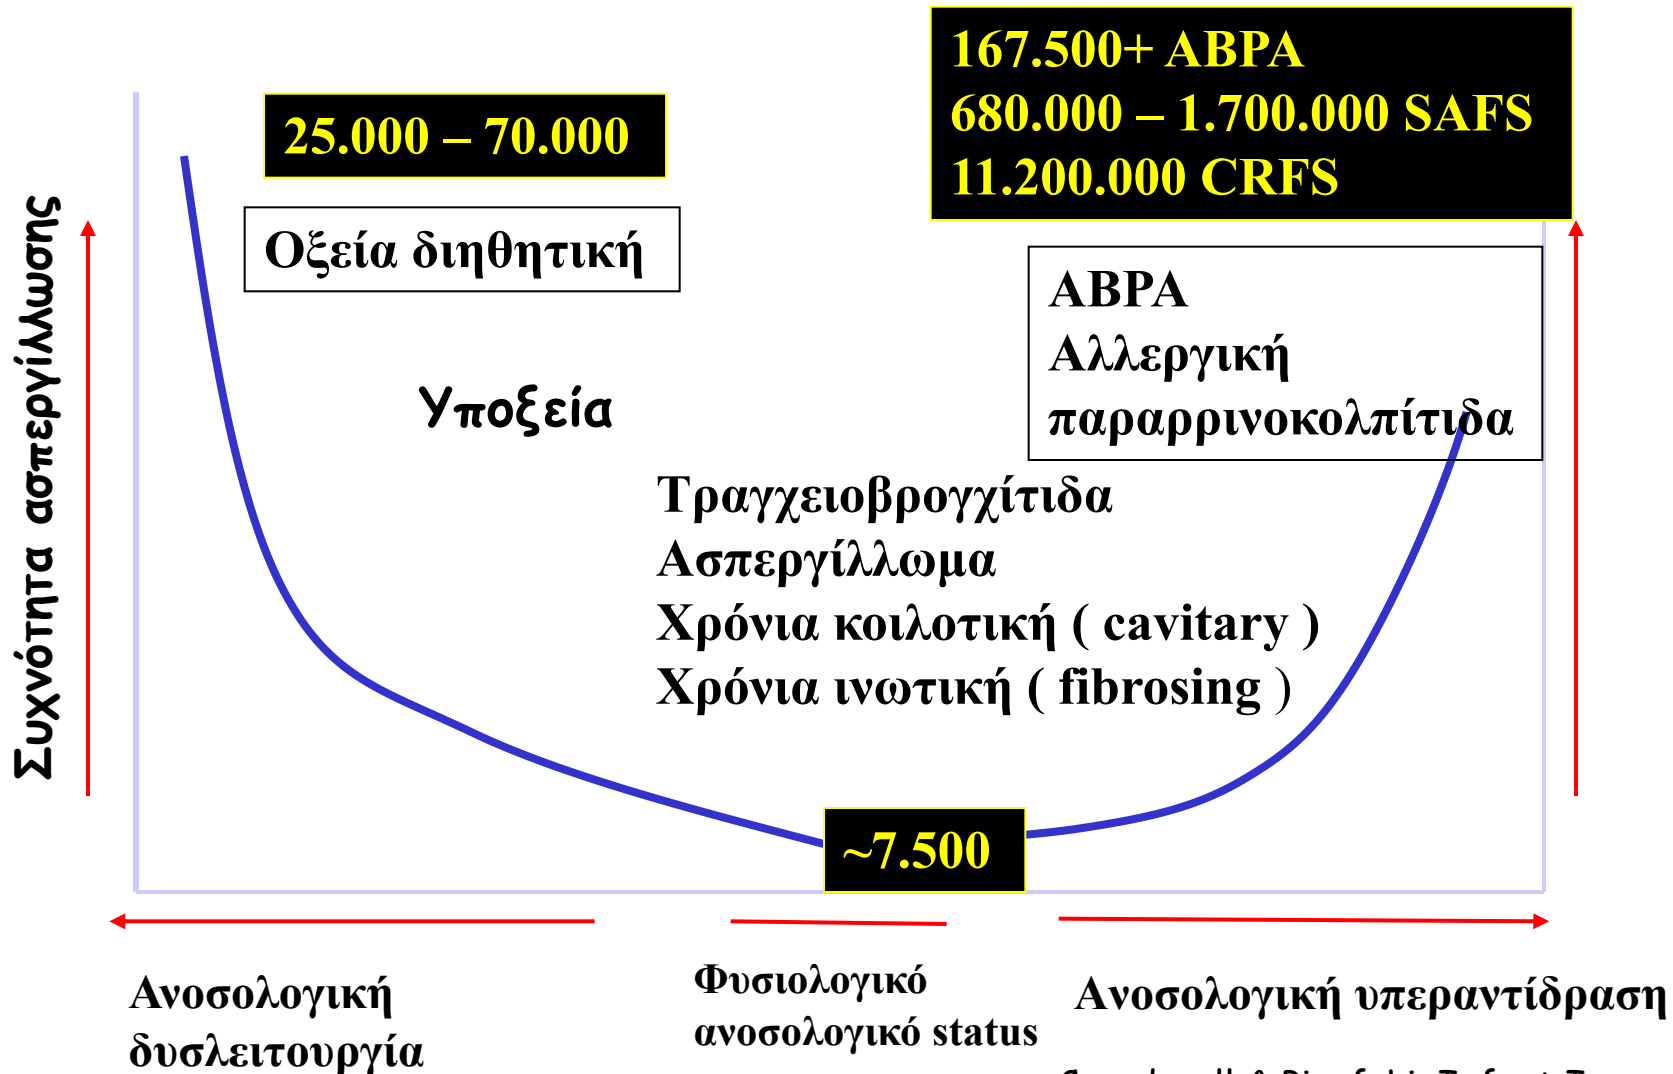 167.500+ ABPA
680.000 – 1.700.000 SAFS
11.200.000 CRFS
25.000 – 70.000
Οξεία διηθητική
ABPA
Αλλεργική
παραρρινοκολπίτιδα
Υποξεία
Τραγχειοβρογχίτιδα
Ασπεργίλλωμα
Χρόνια κοιλοτική ( cavitary )
Χρόνια ινωτική ( fibrosing )
Συχνότητα ασπεργίλλωσης
~7.500
Ανοσολογική
δυσλειτουργία
Φυσιολογικό
ανοσολογικό status
Ανοσολογική υπεραντίδραση